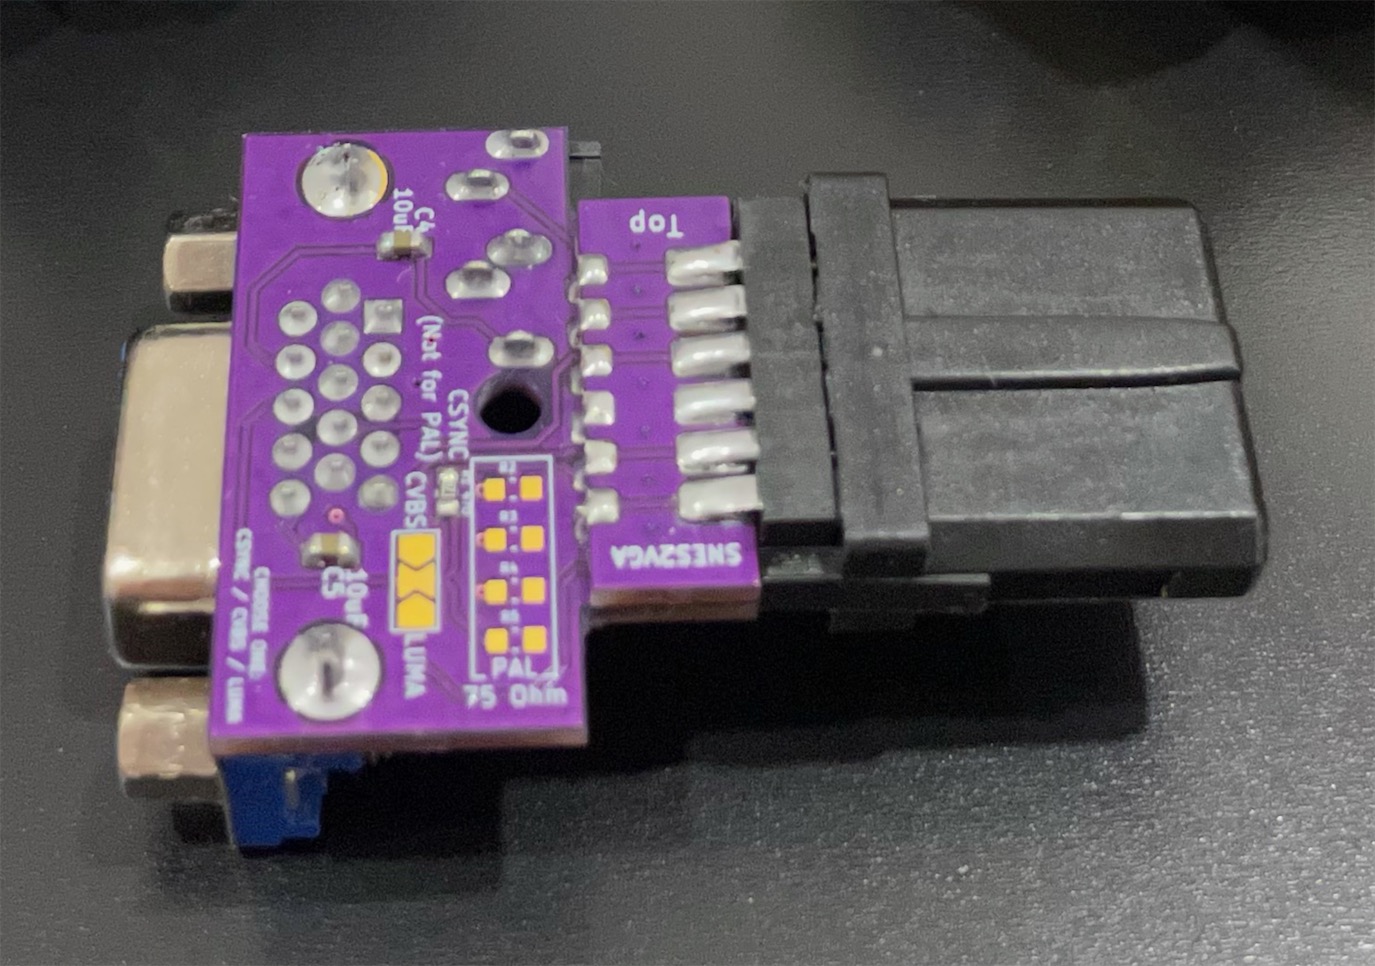 Top
C4
10uF
(Not for PAL)
CSYNC
CVBS
LUMA
C5
10uF
CHOOSE ONE:
CSYNC / CVBS / LUMA
R3
PAL
75 Ohm
SNES2VGA